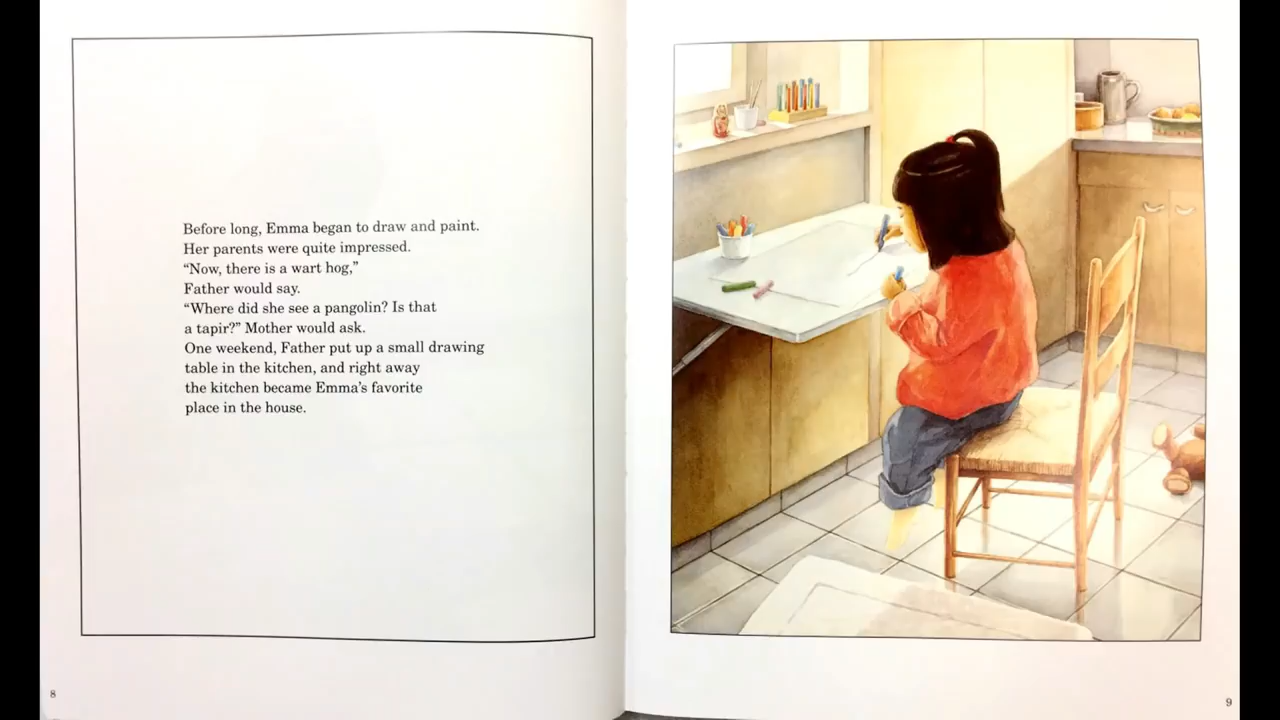 Before long, Emma began to draw and paint.
Her parents were quite impressed.
“Now, there is a wart hog,”
Father would say.
“Where did she see a pangolin? Is that
a tapir?” Mother would ask.
One weekend, Father put up a small drawing
table in the kitchen, and right away
the kitchen became Emma’s favorite
place in the house.
8
9